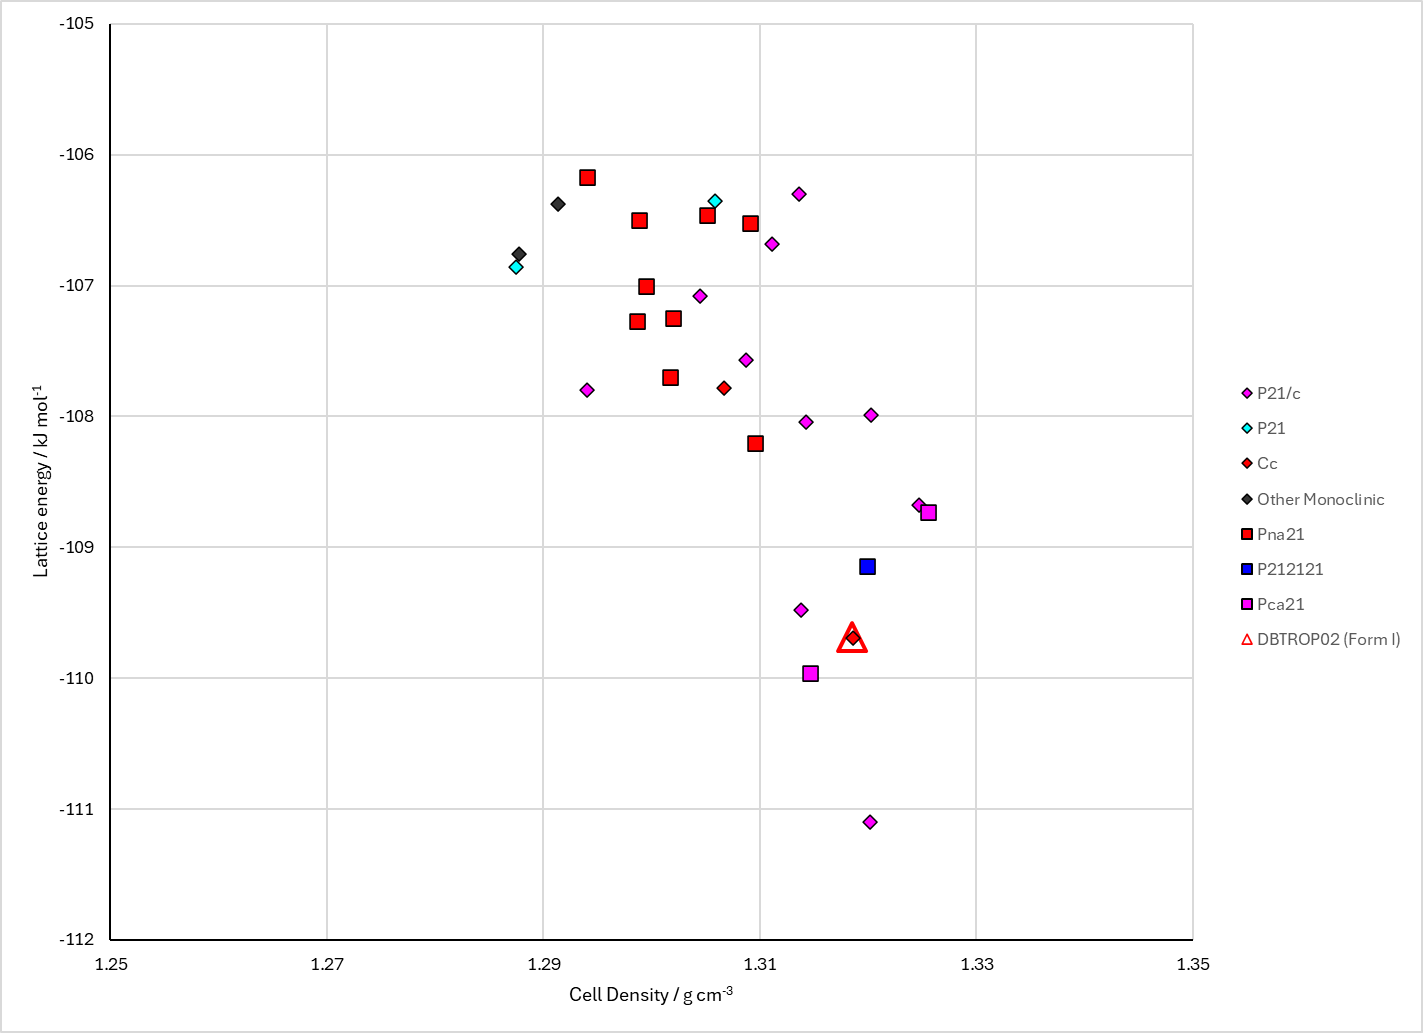 -105
-106
-107
-108
-109
-110
-111
-112
Lattice energy / kJ mol-1
1.25 1.27 1.29 1.31 1.33 1.35
Cell Density / g cm-3
P21/c
P21
Cc
Other Monoclinic
Pna21
P212121
Pca21
DBTROP02 (Form I)